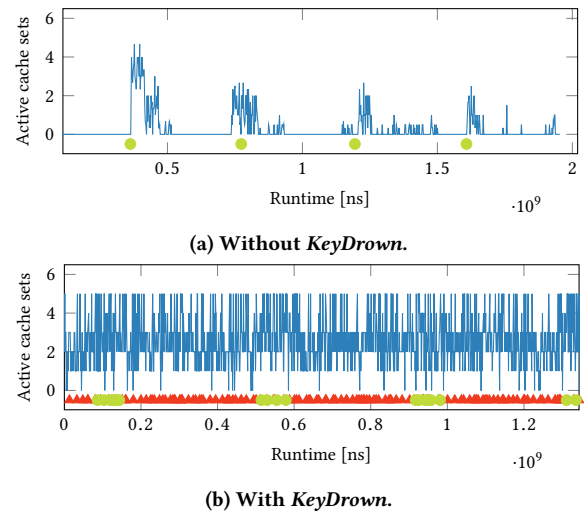 6
4
2
0
Active cache sets
0.5 1 1.5 2
Runtime [ns]
·10⁹
(a) Without KeyDrown.
6
4
2
0
Active cache sets
0 0.2 0.4 0.6 0.8 1 1.2
Runtime [ns]
·10⁹
(b) With KeyDrown.